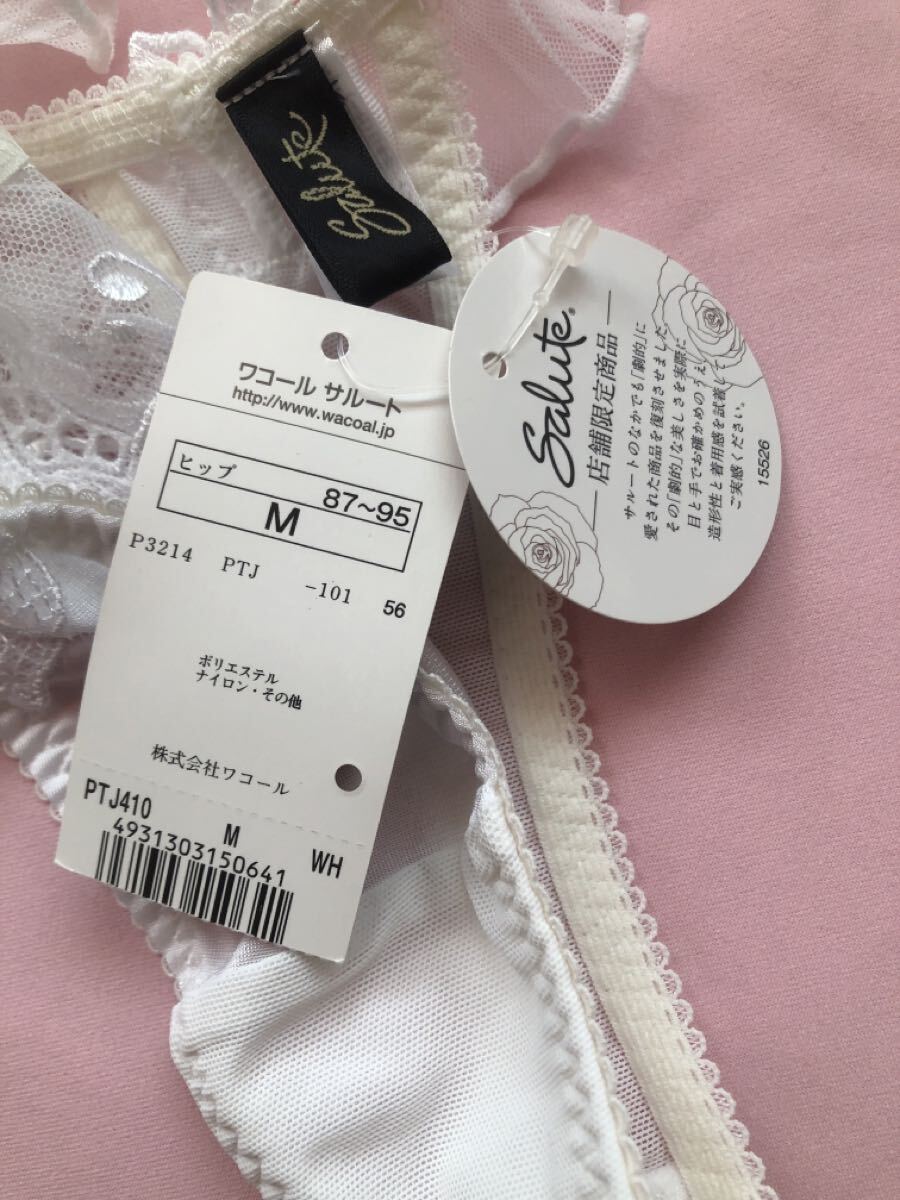 Salute
ワコール サルート
http://www.wacoal.jp
ヒップ
87〜95
M
P3214 PTJ -101 56
ポリエステル
ナイロン・その他
株式会社ワコール
PTJ410 M WH
4931303150641
Salute®
店舗限定商品
サルートのなかでも「劇的」に
愛された商品を復刻させました。
その「劇的」な美しさを実際に
目と手でお確かめのうえ、
造形性と着用感を試着して
ご実感ください。
15526